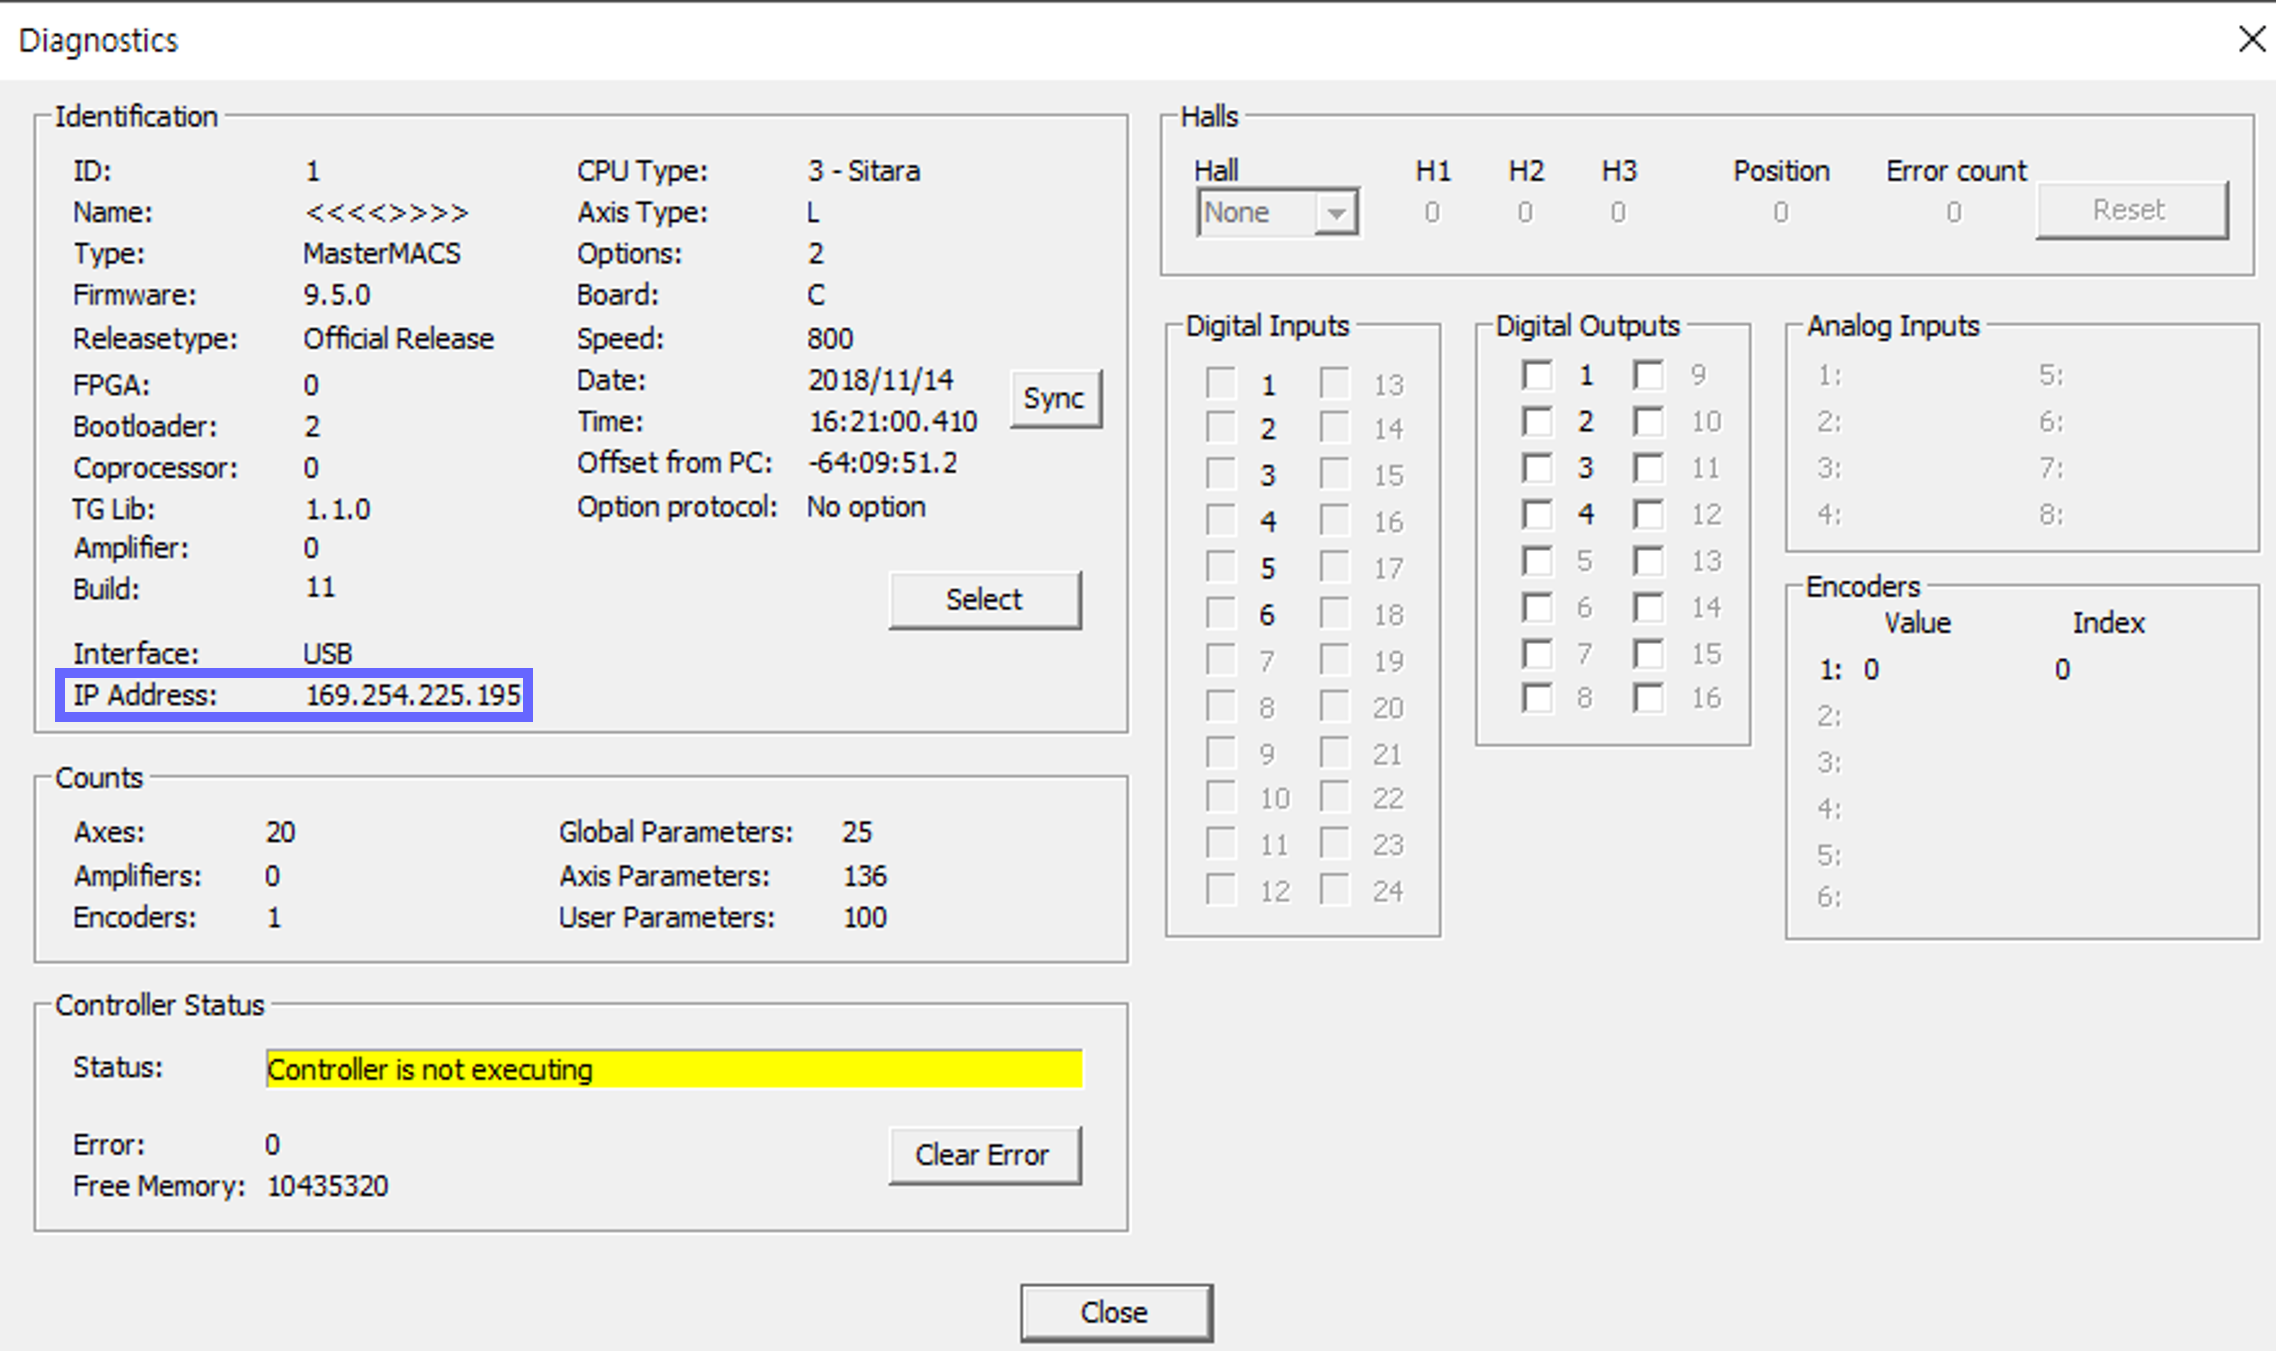 Diagnostics
Identification
ID: 1 CPU Type: 3 - Sitara
Name: <<<<>>>> Axis Type: L
Type: MasterMACS Options: 2
Firmware: 9.5.0 Board: C
Releasetype: Official Release Speed: 800
FPGA: 0 Date: 2018/11/14
Sync
Bootloader: 2 Time: 16:21:00.410
Coprocessor: 0 Offset from PC: -64:09:51.2
TG Lib: 1.1.0 Option protocol: No option
Amplifier: 0
Build: 11
Select
Interface: USB
IP Address: 169.254.225.195
Counts
Axes: 20 Global Parameters: 25
Amplifiers: 0 Axis Parameters: 136
Encoders: 1 User Parameters: 100
Controller Status
Status: Controller is not executing
Error: 0
Clear Error
Free Memory: 10435320
Halls
Hall H1 H2 H3 Position Error count
None 0 0 0 0 0 Reset
Digital Inputs
1 13
2 14
3 15
4 16
5 17
6 18
7 19
8 20
9 21
10 22
11 23
12 24
Digital Outputs
1 9
2 10
3 11
4 12
5 13
6 14
7 15
8 16
Analog Inputs
1: 5:
2: 6:
3: 7:
4: 8:
Encoders
Value Index
1: 0 0
2:
3:
4:
5:
6:
Close